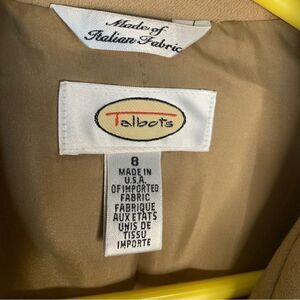 Made of
Italian Fabric
Talbots
8
MADE IN
U.S.A.
OF IMPORTED
FABRIC
FABRIQUE
AUX ETATS
UNIS DE
TISSU
IMPORTE